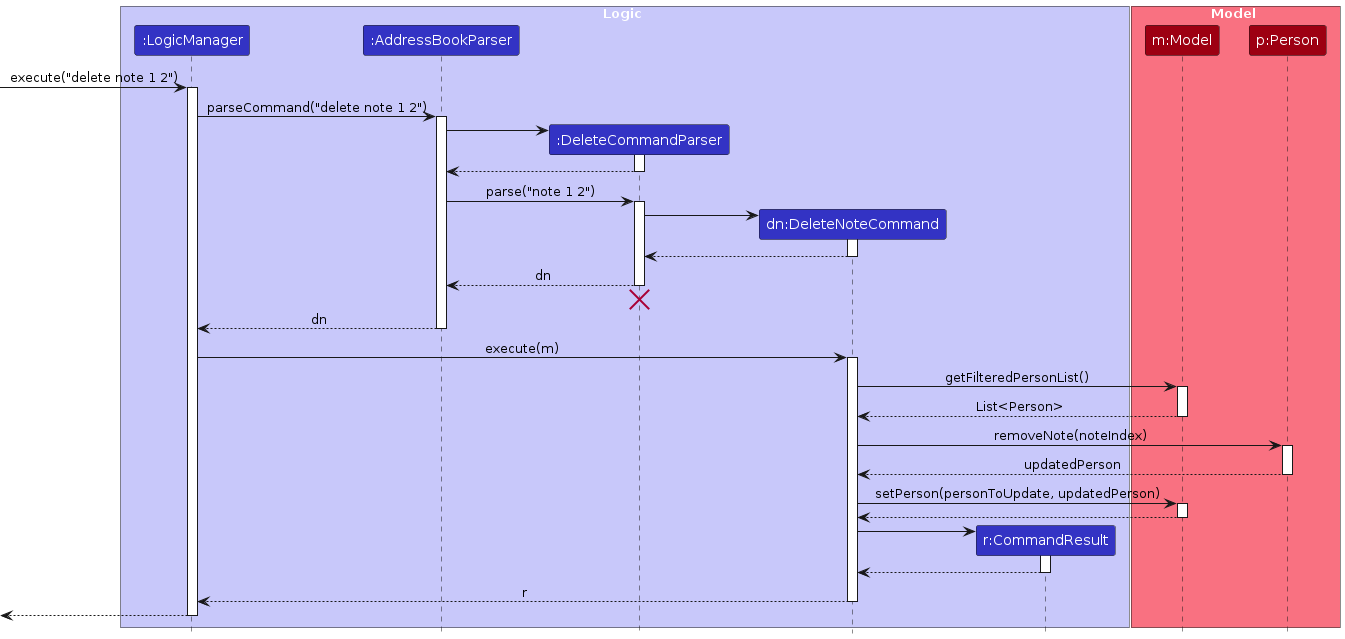 Logic
Model
:LogicManager
:AddressBookParser
m:Model
p:Person
execute("delete note 1 2")
parseCommand("delete note 1 2")
:DeleteCommandParser
parse("note 1 2")
dn:DeleteNoteCommand
dn
dn
execute(m)
getFilteredPersonList()
List<Person>
removeNote(noteIndex)
updatedPerson
setPerson(personToUpdate, updatedPerson)
r:CommandResult
r